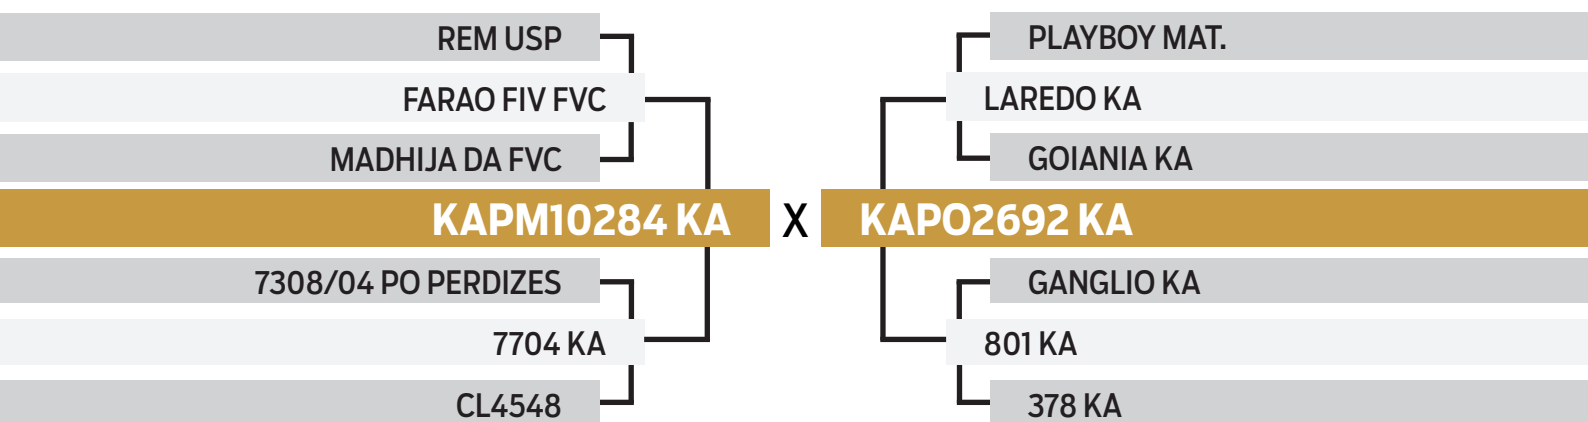 REM USP
PLAYBOY MAT.
FARAO FIV FVC
LAREDO KA
MADHIJA DA FVC
GOIANIA KA
KAPM10284 KA X KAPO2692 KA
7308/04 PO PERDIZES
GANGLIO KA
7704 KA
801 KA
CL4548
378 KA